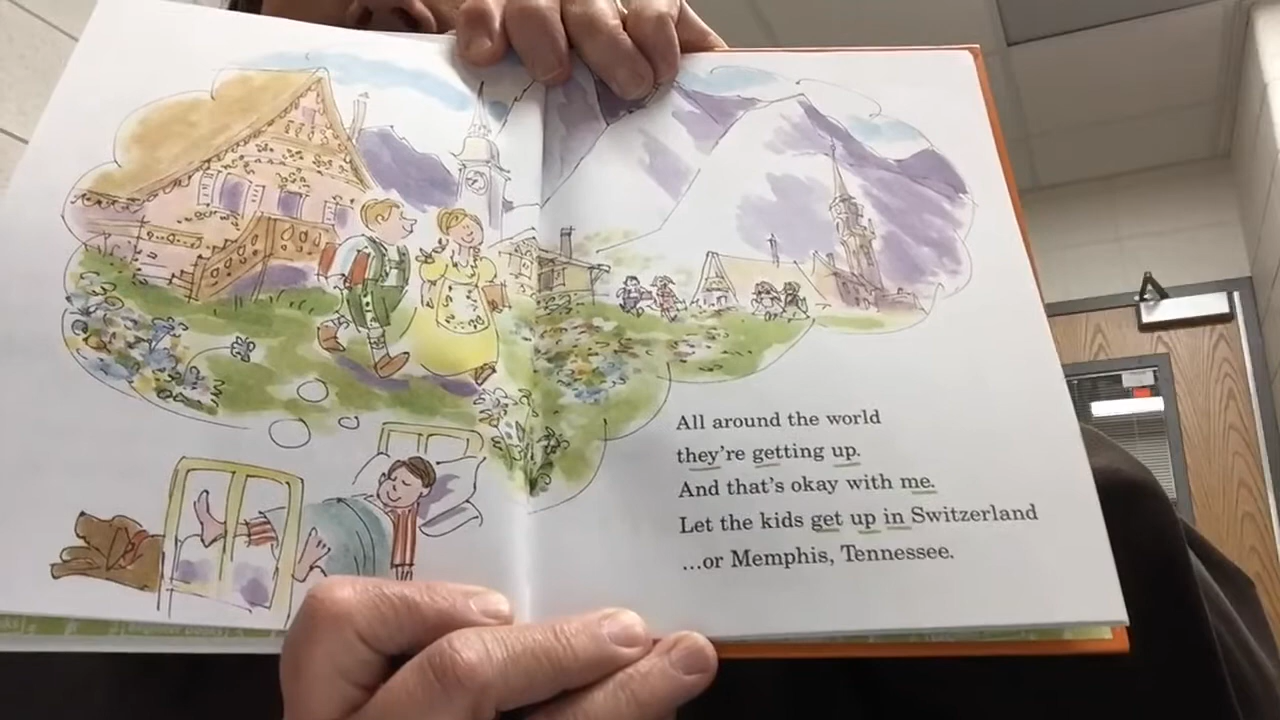 All around the world
they're getting up.
And that's okay with me.
Let the kids get up in Switzerland
...or Memphis, Tennessee.